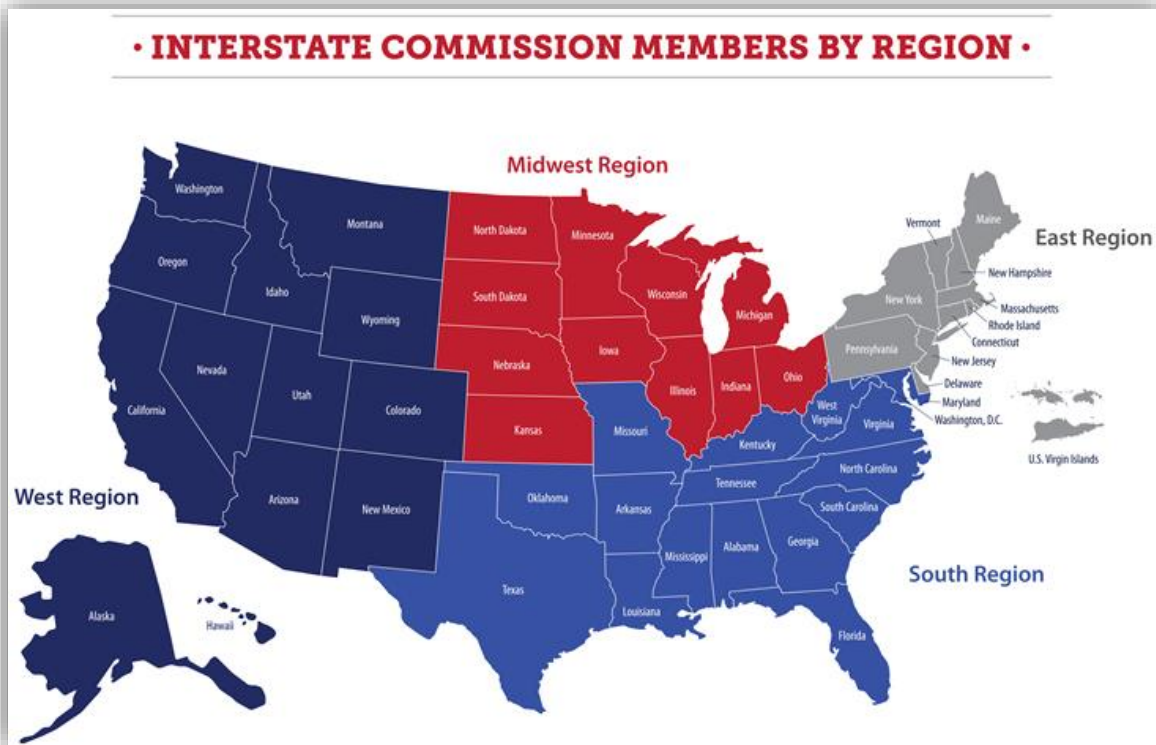 • INTERSTATE COMMISSION MEMBERS BY REGION •
Midwest Region
Washington
Montana
North Dakota
Minnesota
Vermont
Maine
East Region
Oregon
Idaho
South Dakota
Wisconsin
Michigan
New York
New Hampshire
Massachusetts
Rhode Island
Connecticut
Wyoming
Nebraska
Iowa
Pennsylvania
New Jersey
Nevada
Utah
Colorado
Illinois
Indiana
Ohio
Delaware
Maryland
Washington, D.C.
California
Kansas
Missouri
West
Virginia
Virginia
Kentucky
U.S. Virgin Islands
West Region
Arizona
New Mexico
Oklahoma
Arkansas
Tennessee
North Carolina
South Carolina
Mississippi
Alabama
Georgia
South Region
Texas
Louisiana
Florida
Alaska
Hawaii